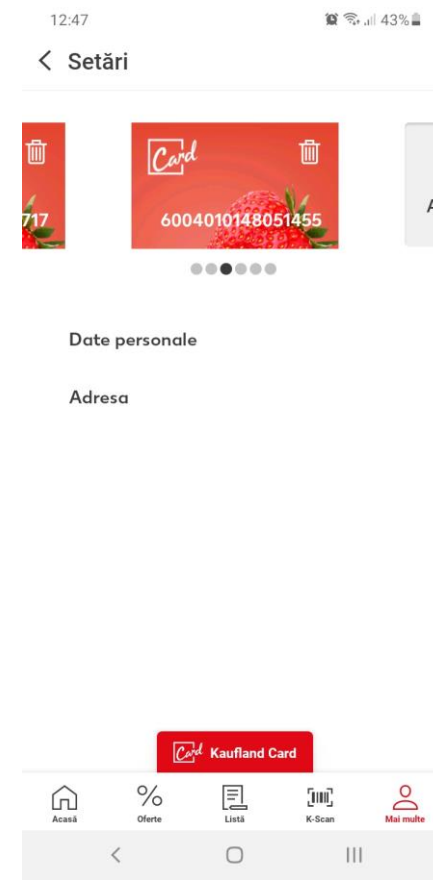 12:47
43%
Setări
Card
717
6004010148051455
A
Date personale
Adresa
Card Kaufland Card
Acasă
Oferte
Listă
K-Scan
Mai multe